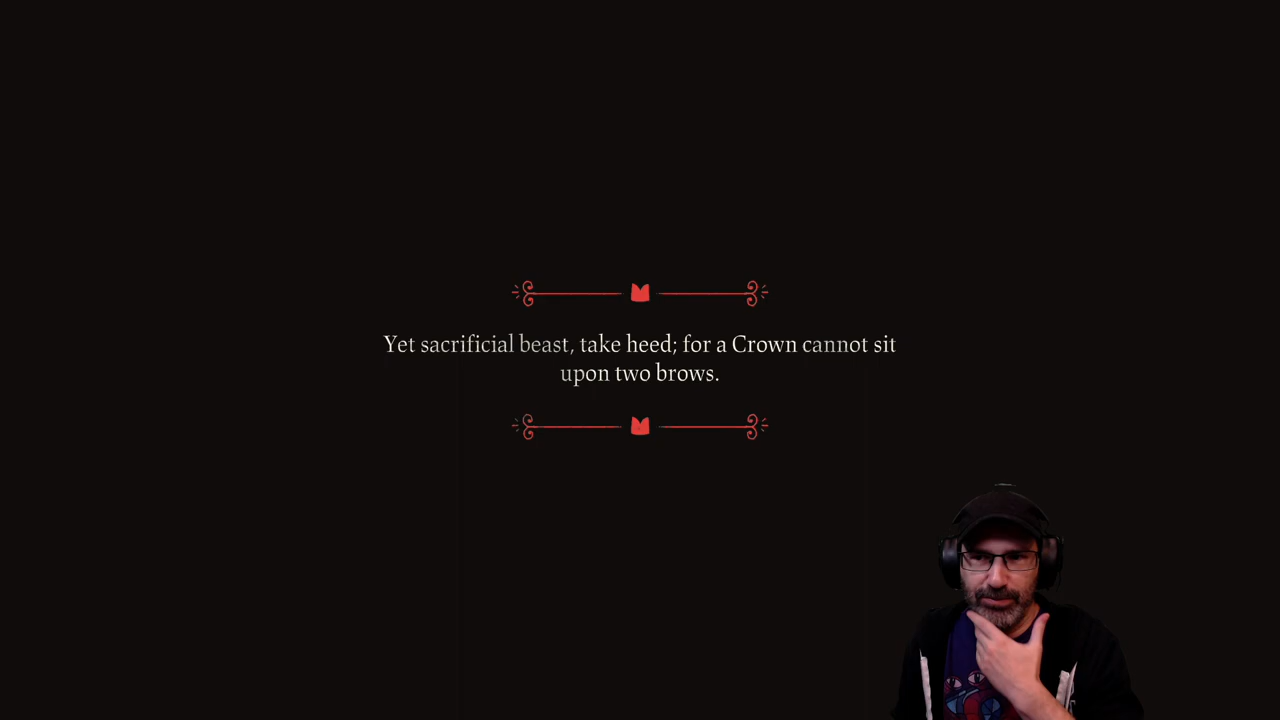 Yet sacrificial beast, take heed; for a Crown cannot sit
upon two brows.